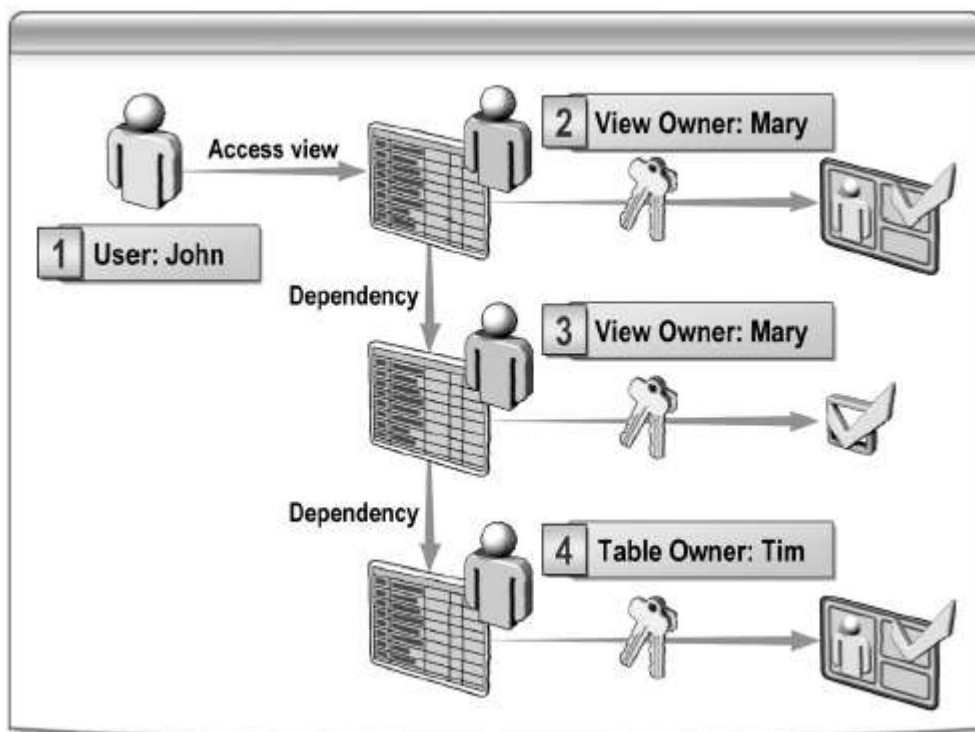 Access view
2 View Owner: Mary
1 User: John
Dependency
3 View Owner: Mary
Dependency
4 Table Owner: Tim